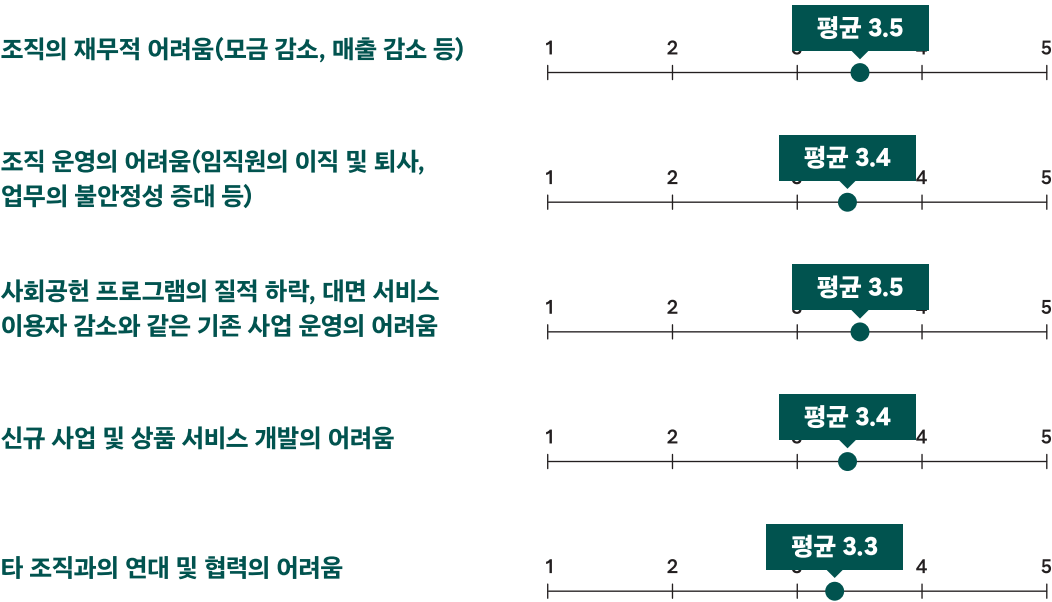 조직의 재무적 어려움(모금 감소, 매출 감소 등)
평균 3.5
1 2 5
조직 운영의 어려움(임직원의 이직 및 퇴사,
업무의 불안정성 증대 등)
평균 3.4
1 2 4 5
사회공헌 프로그램의 질적 하락, 대면 서비스
이용자 감소와 같은 기존 사업 운영의 어려움
평균 3.5
1 2 5
신규 사업 및 상품 서비스 개발의 어려움
평균 3.4
1 2 4 5
타 조직과의 연대 및 협력의 어려움
평균 3.3
1 2 4 5